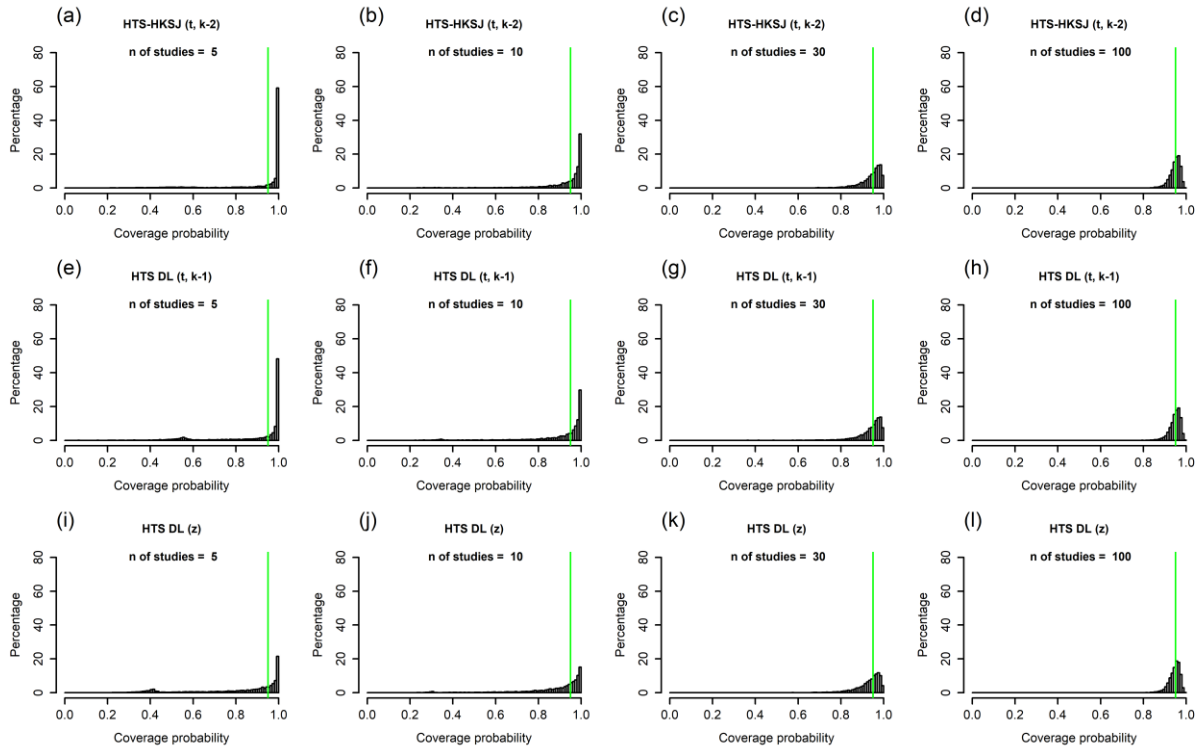 (a)
HTS-HKSJ (t, k-2)
n of studies = 5
Percentage
0 20 40 60 80
0.0 0.2 0.4 0.6 0.8 1.0
Coverage probability
(b)
HTS-HKSJ (t, k-2)
n of studies = 10
Percentage
0 20 40 60 80
0.0 0.2 0.4 0.6 0.8 1.0
Coverage probability
(c)
HTS-HKSJ (t, k-2)
n of studies = 30
Percentage
0 20 40 60 80
0.0 0.2 0.4 0.6 0.8 1.0
Coverage probability
(d)
HTS-HKSJ (t, k-2)
n of studies = 100
Percentage
0 20 40 60 80
0.0 0.2 0.4 0.6 0.8 1.0
Coverage probability
(e)
HTS DL (t, k-1)
n of studies = 5
Percentage
0 20 40 60 80
0.0 0.2 0.4 0.6 0.8 1.0
Coverage probability
(f)
HTS DL (t, k-1)
n of studies = 10
Percentage
0 20 40 60 80
0.0 0.2 0.4 0.6 0.8 1.0
Coverage probability
(g)
HTS DL (t, k-1)
n of studies = 30
Percentage
0 20 40 60 80
0.0 0.2 0.4 0.6 0.8 1.0
Coverage probability
(h)
HTS DL (t, k-1)
n of studies = 100
Percentage
0 20 40 60 80
0.0 0.2 0.4 0.6 0.8 1.0
Coverage probability
(i)
HTS DL (z)
n of studies = 5
Percentage
0 20 40 60 80
0.0 0.2 0.4 0.6 0.8 1.0
Coverage probability
(j)
HTS DL (z)
n of studies = 10
Percentage
0 20 40 60 80
0.0 0.2 0.4 0.6 0.8 1.0
Coverage probability
(k)
HTS DL (z)
n of studies = 30
Percentage
0 20 40 60 80
0.0 0.2 0.4 0.6 0.8 1.0
Coverage probability
(l)
HTS DL (z)
n of studies = 100
Percentage
0 20 40 60 80
0.0 0.2 0.4 0.6 0.8 1.0
Coverage probability